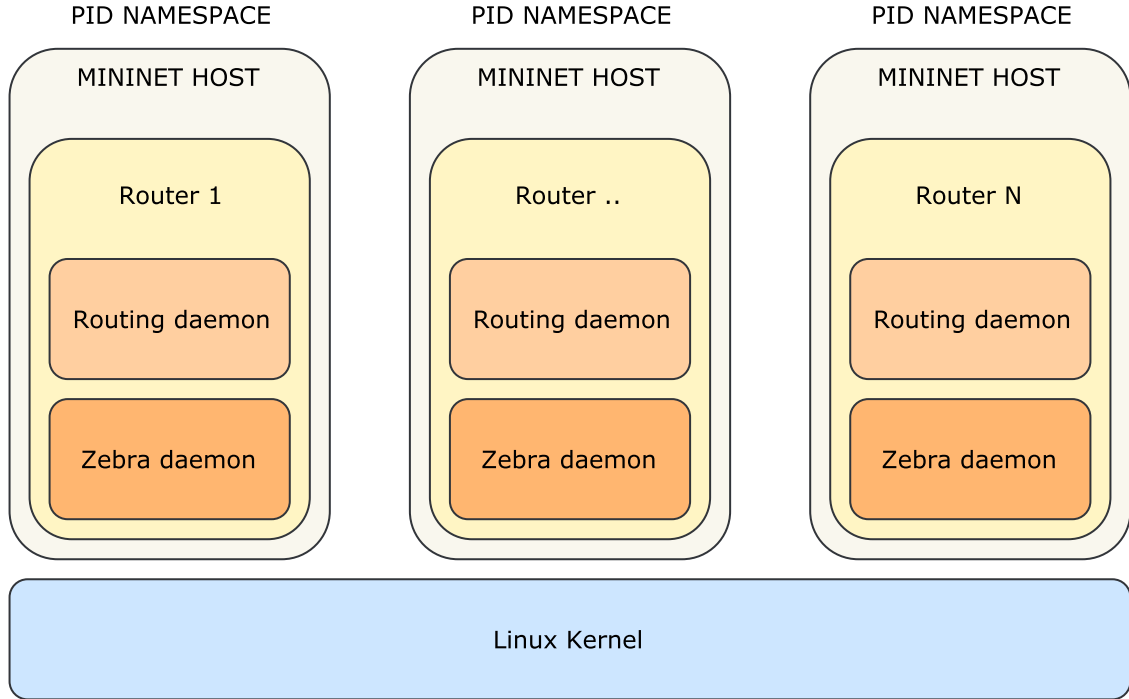 PID NAMESPACE
PID NAMESPACE
PID NAMESPACE
MININET HOST
MININET HOST
MININET HOST
Router 1
Router ..
Router N
Routing daemon
Routing daemon
Routing daemon
Zebra daemon
Zebra daemon
Zebra daemon
Linux Kernel